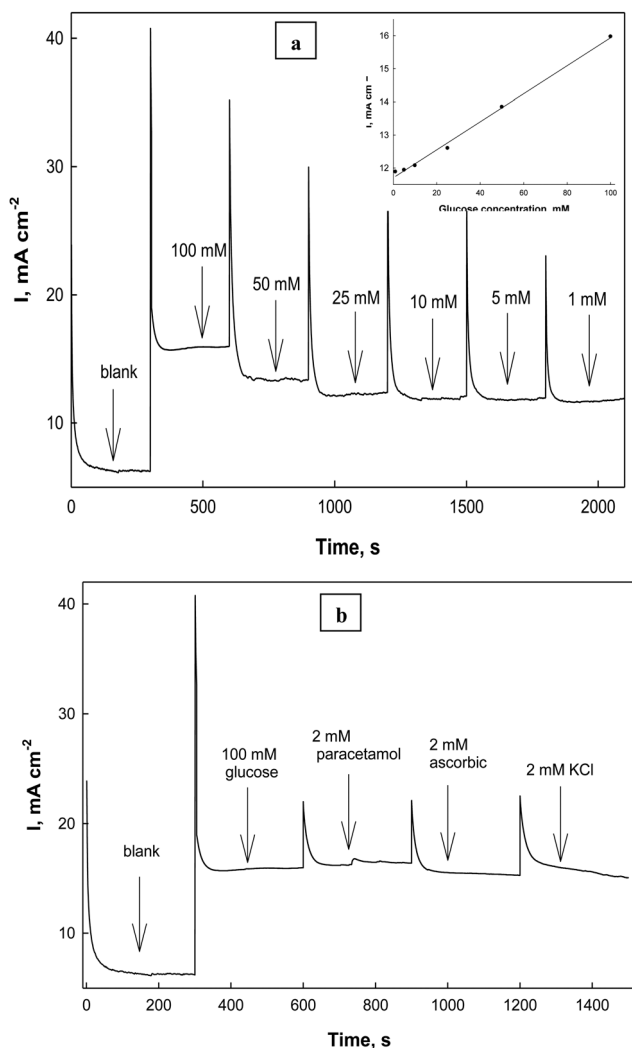 a
I, mA cm⁻²
40
30
20
10
0
500
1000
1500
2000
Time, s
blank
100 mM
50 mM
25 mM
10 mM
5 mM
1 mM
16
15
14
13
12
0
20
40
60
80
100
I, mA cm
Glucose concentration, mM
b
I, mA cm⁻²
40
30
20
10
0
200
400
600
800
1000
1200
1400
Time, s
blank
100 mM
glucose
2 mM
paracetamol
2 mM
ascorbic
2 mM KCl